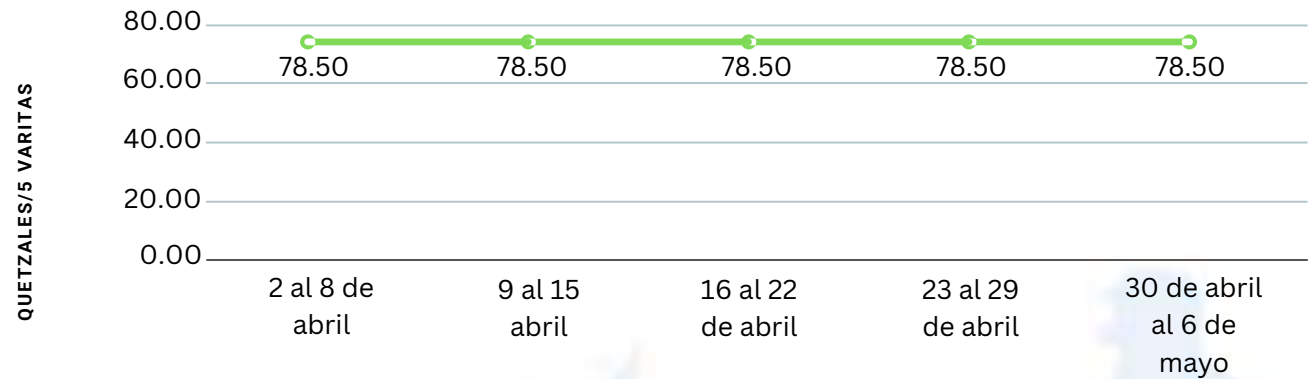 QUETZALES/5 VARITAS
80.00
60.00
40.00
20.00
0.00
78.50 78.50 78.50 78.50 78.50
2 al 8 de
abril
9 al 15
abril
16 al 22
de abril
23 al 29
de abril
30 de abril
al 6 de
mayo